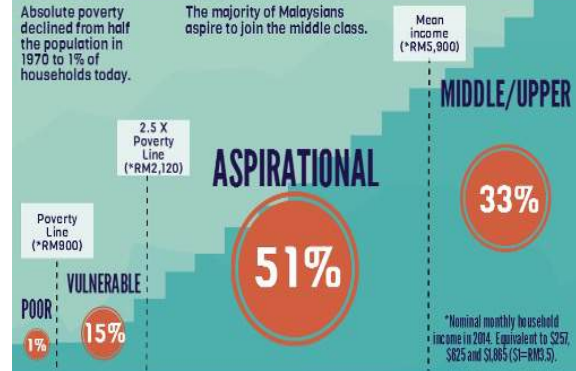 Absolute poverty
declined from half
the population in
1970 to 1% of
households today.
The majority of Malaysians
aspire to join the middle class.
Mean
income
(*RM5,900)
MIDDLE/UPPER
33%
2.5 X
Poverty
Line
(*RM2,120)
ASPIRATIONAL
51%
Poverty
Line
(*RM900)
VULNERABLE
15%
POOR
1%
*Nominal monthly household
income in 2014. Equivalent to $257,
$625 and $1,865 ($1=RM3.5).